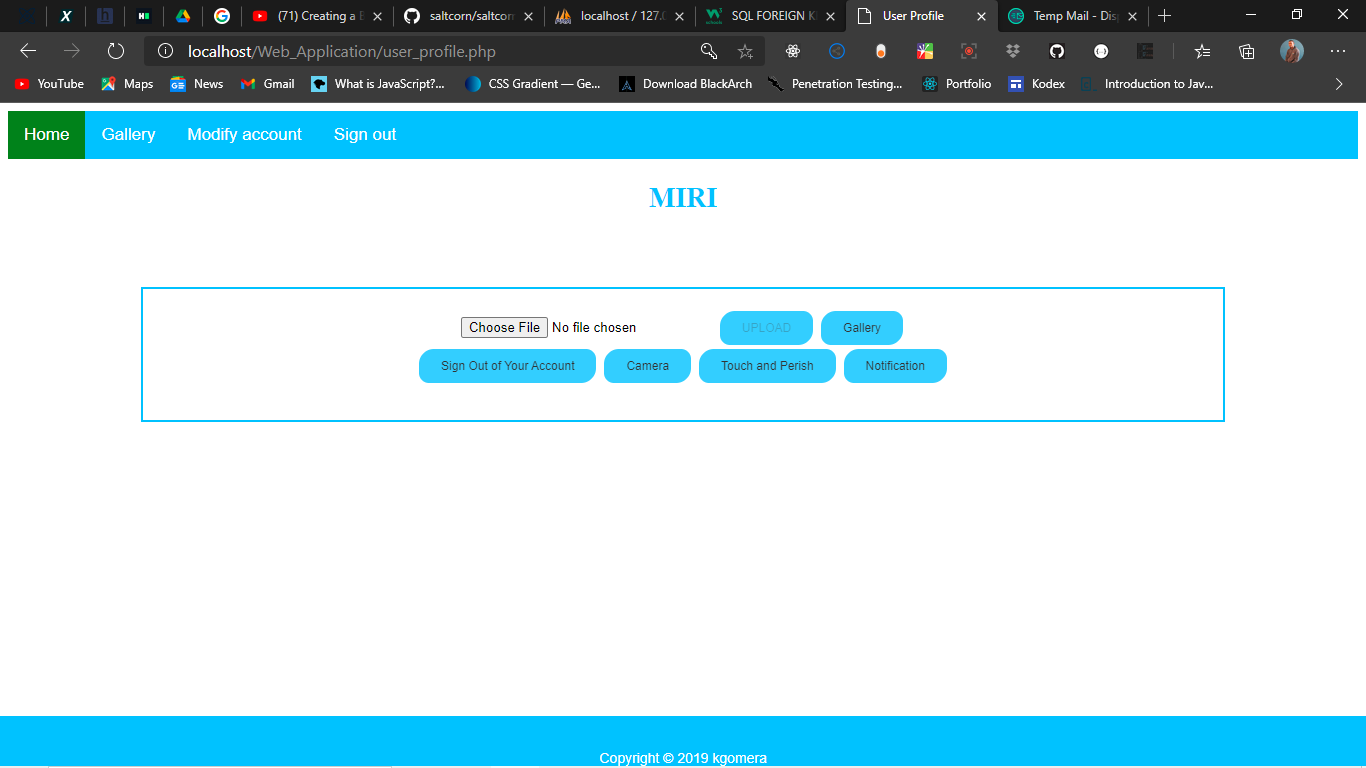 (71) Creating a B
saltcorn/saltcorn
localhost / 127.0
SQL FOREIGN K
User Profile
Temp Mail - Disp
localhost/Web_Application/user_profile.php
YouTube Maps News Gmail What is JavaScript?... CSS Gradient — Ge... Download BlackArch Penetration Testing... Portfolio Kodex Introduction to Jav...
Home Gallery Modify account Sign out
MIRI
Choose File No file chosen UPLOAD Gallery
Sign Out of Your Account Camera Touch and Perish Notification
Copyright © 2019 kgomera